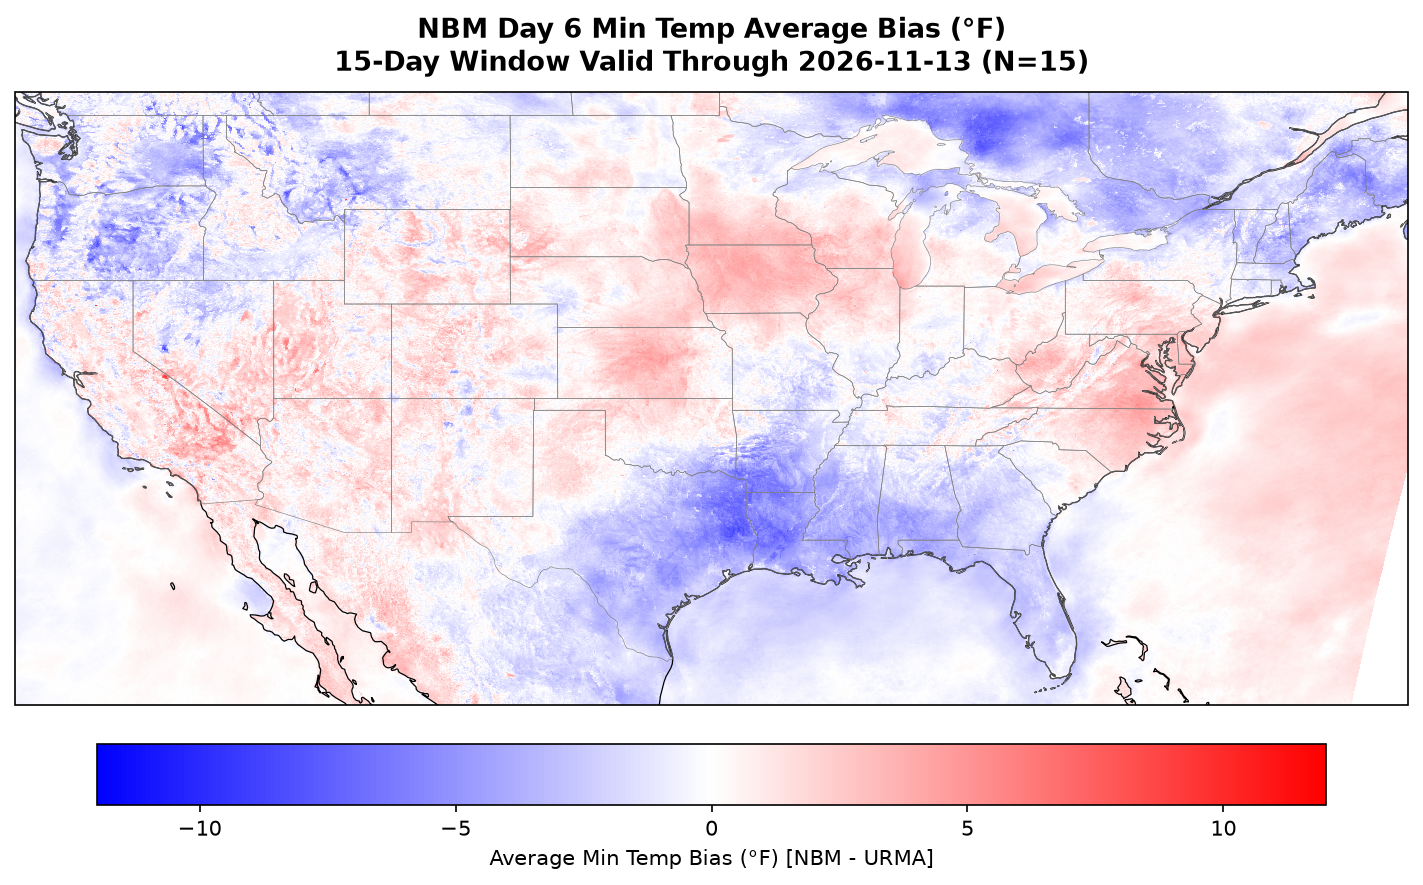 NBM Day 6 Min Temp Average Bias (°F)
15-Day Window Valid Through 2026-11-13 (N=15)
−10 −5 0 5 10
Average Min Temp Bias (°F) [NBM - URMA]